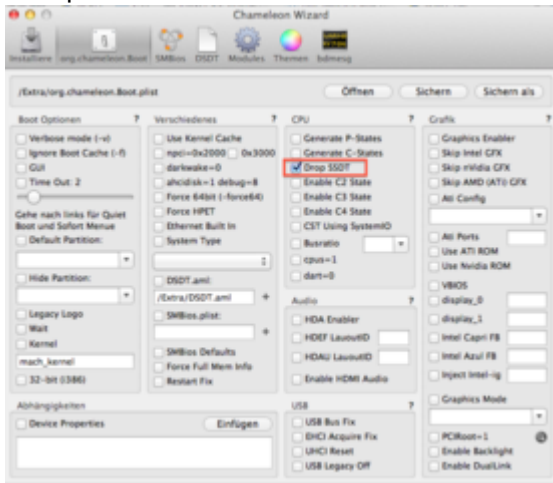 Chameleon Wizard
Installiere
org.chameleon.Boot
SMBios
DSDT
Modules
Themen
bdmesg
/Extra/org.chameleon.Boot.plist
Öffnen
Sichern
Sichern als
Boot Optionen ?
Verbose mode (-v)
Ignore Boot Cache (-f)
GUI
Time Out: 2
Gehe nach links für Quiet
Boot und Sofort Menue
Default Partition:
Hide Partition:
Legacy Logo
Wait
Kernel
mach_kernel
32-bit (i386)
Verschiedenes ?
Use Kernel Cache
npci=0x2000 0x3000
darkwake=0
ahcidisk=1 debug=8
Force 64bit (-force64)
Force HPET
Ethernet Built In
System Type
DSDT.aml:
/Extra/DSDT.aml +
SMBios.plist:
+
SMBios Defaults
Force Full Mem Info
Restart Fix
CPU ?
Generate P-States
Generate C-States
Drop SSDT
Enable C2 State
Enable C3 State
Enable C4 State
CST Using SystemIO
Busratio
cpus=1
dart=0
Audio ?
HDA Enabler
HDEF LayoutID
HDAU LayoutID
Enable HDMI Audio
Grafik ?
Graphics Enabler
Skip Intel GFX
Skip nVidia GFX
Skip AMD (ATI) GFX
Ati Config
Ati Ports
Use ATI ROM
Use Nvidia ROM
VBIOS
display_0
display_1
Intel Capri FB
Intel Azul FB
Inject Intel-ig
Graphics Mode
PCIRoot=1
Enable Backlight
Enable DualLink
Abhängigkeiten
Device Properties
Einfügen
USB ?
USB Bus Fix
EHCI Acquire Fix
UHCI Reset
USB Legacy Off